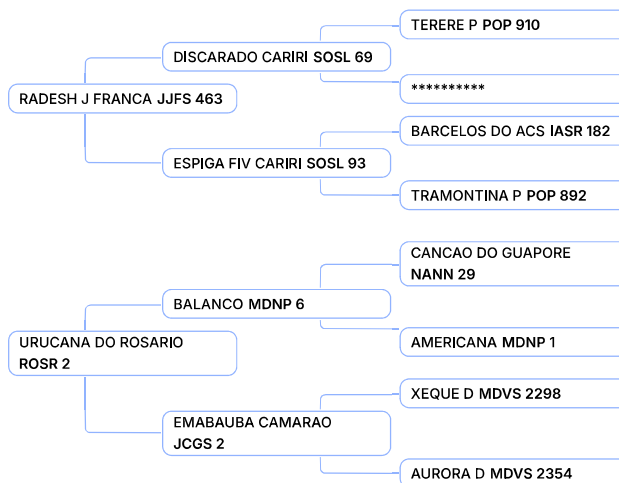 TERERE P POP 910
DISCARADO CARIRI SOSL 69
**********
RADESH J FRANCA JJFS 463
BARCELOS DO ACS IASR 182
ESPIGA FIV CARIRI SOSL 93
TRAMONTINA P POP 892
CANCAO DO GUAPORE
NANN 29
BALANCO MDNP 6
AMERICANA MDNP 1
URUCANA DO ROSARIO
ROSR 2
XEQUE D MDVS 2298
EMABAUBA CAMARAO
JCGS 2
AURORA D MDVS 2354